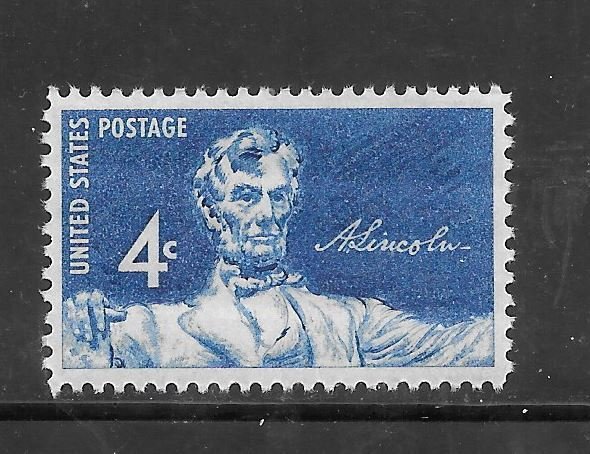 UNITED STATES POSTAGE
4c
A. Lincoln